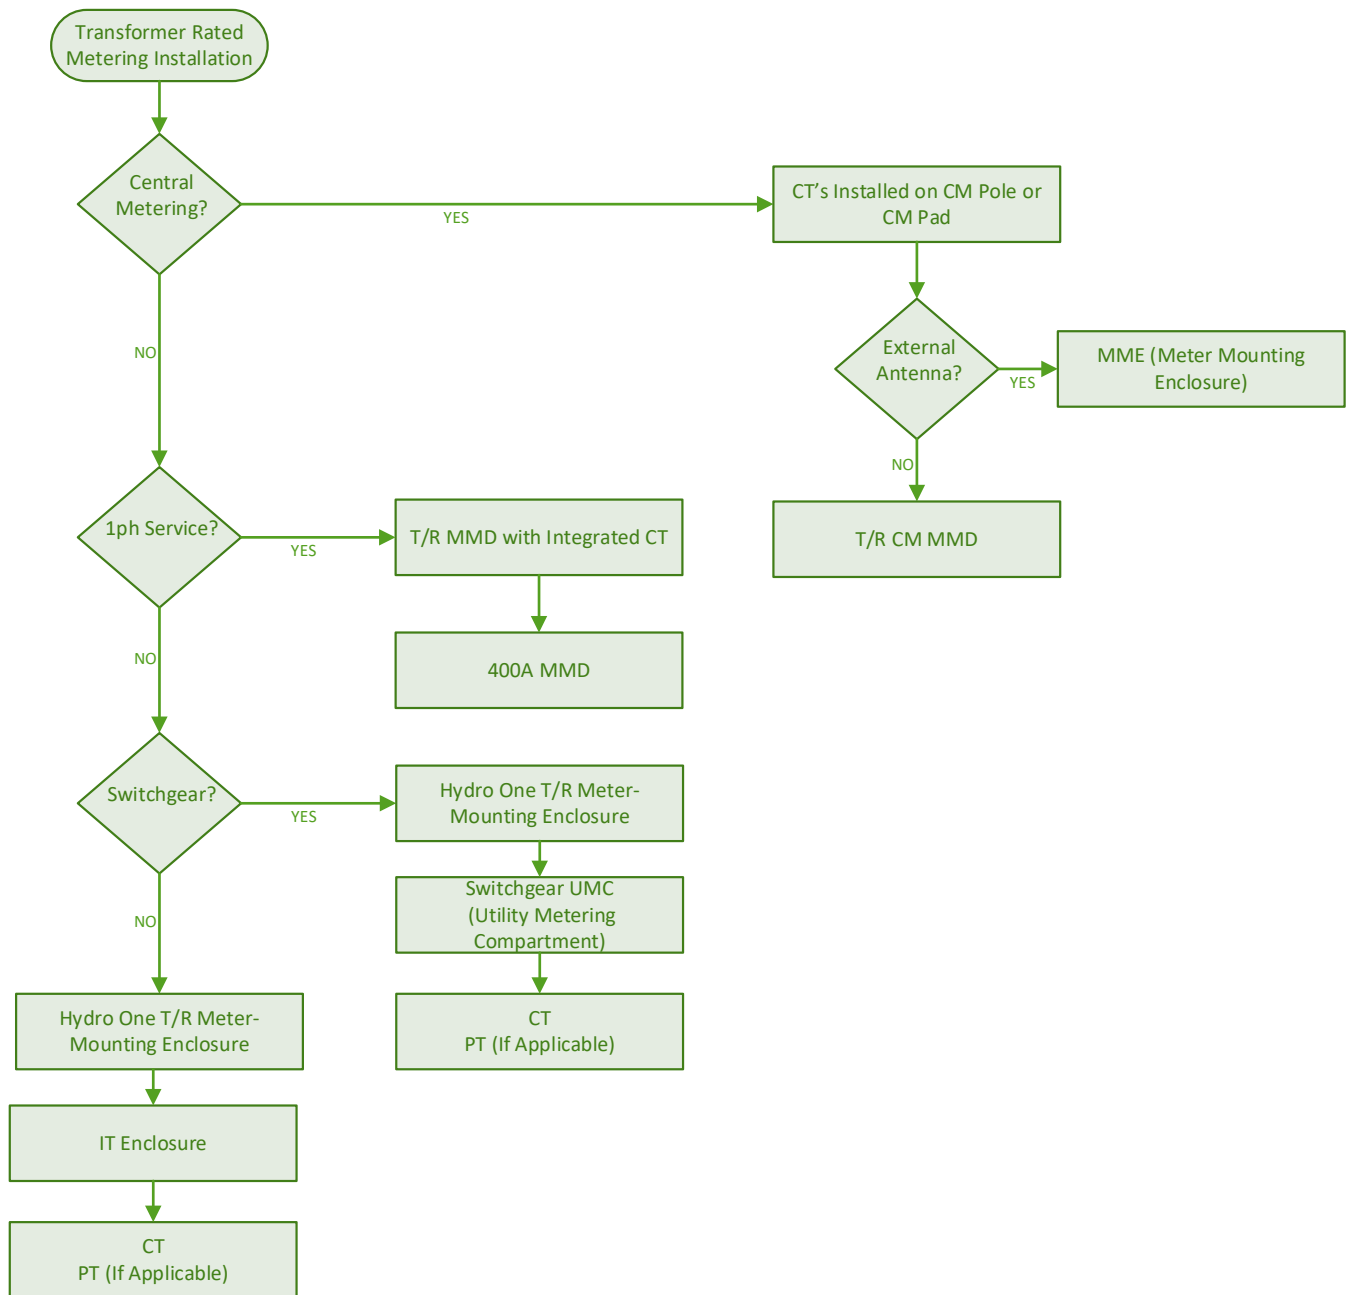 Transformer Rated
Metering Installation
Central
Metering?
YES
CT's Installed on CM Pole or
CM Pad
NO
External
Antenna?
YES
MME (Meter Mounting
Enclosure)
NO
T/R CM MMD
1ph Service?
YES
T/R MMD with Integrated CT
400A MMD
NO
Switchgear?
YES
Hydro One T/R Meter-
Mounting Enclosure
Switchgear UMC
(Utility Metering
Compartment)
CT
PT (If Applicable)
NO
Hydro One T/R Meter-
Mounting Enclosure
IT Enclosure
CT
PT (If Applicable)